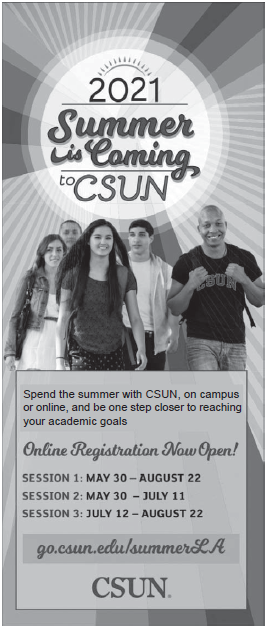 2021
Summer
is Coming
to CSUN
CSUN
Spend the summer with CSUN, on campus
or online, and be one step closer to reaching
your academic goals
Online Registration Now Open!
SESSION 1: MAY 30 – AUGUST 22
SESSION 2: MAY 30 – JULY 11
SESSION 3: JULY 12 – AUGUST 22
go.csun.edu/summerLA
CSUN®